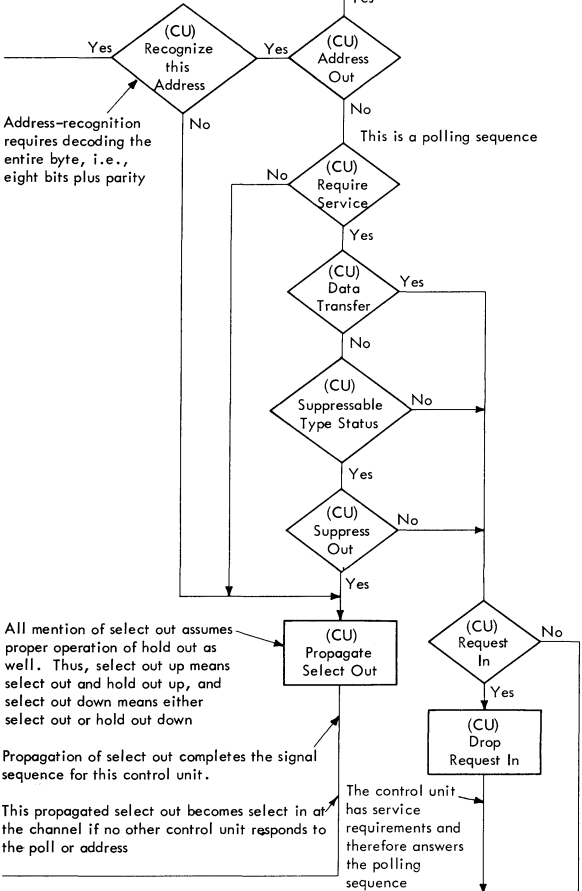 Yes
(CU)
Recognize
this
Address
Yes
Yes
(CU)
Address
Out
No
No
Address-recognition
requires decoding the
entire byte, i.e.,
eight bits plus parity
This is a polling sequence
(CU)
Require
Service
No
Yes
(CU)
Data
Transfer
Yes
No
(CU)
Suppressable
Type Status
No
Yes
(CU)
Suppress
Out
No
Yes
All mention of select out assumes
proper operation of hold out as
well. Thus, select out up means
select out and hold out up, and
select out down means either
select out or hold out down
(CU)
Propagate
Select Out
(CU)
Request
In
No
Yes
(CU)
Drop
Request In
Propagation of select out completes the signal
sequence for this control unit.
This propagated select out becomes select in at
the channel if no other control unit responds to
the poll or address
The control unit
has service
requirements and
therefore answers
the polling
sequence